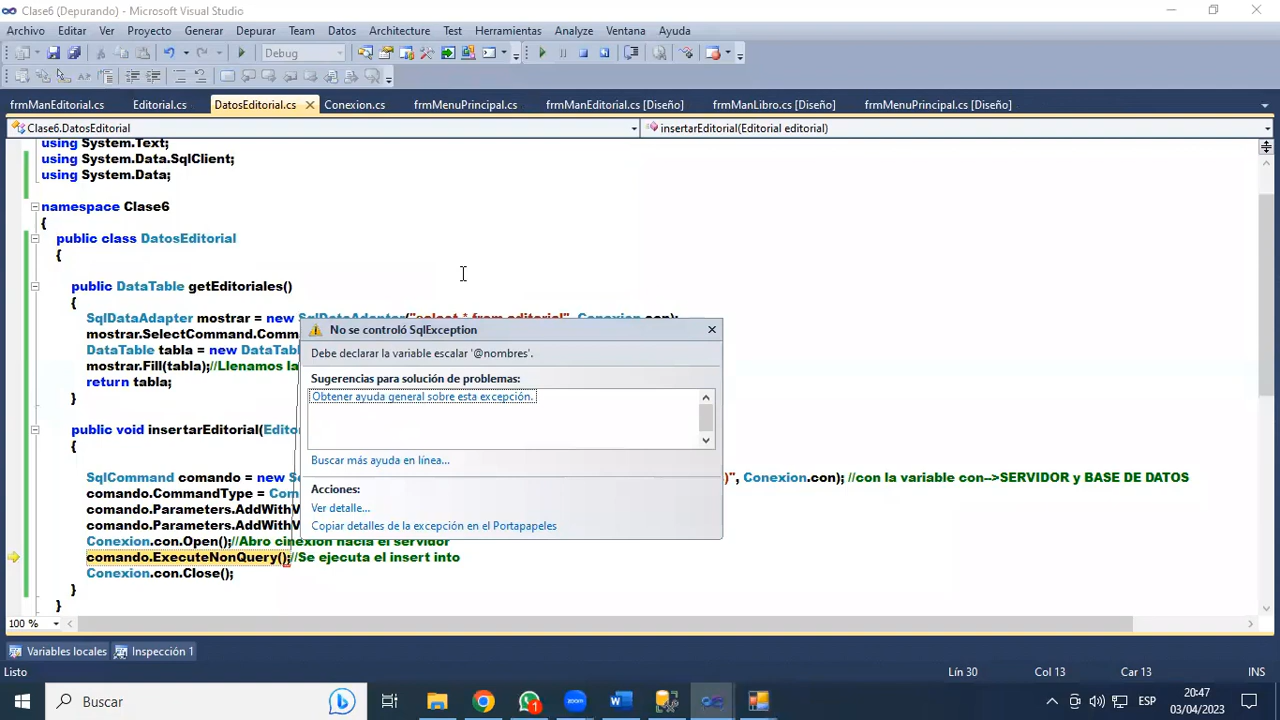 Clase6 (Depurando) - Microsoft Visual Studio
Archivo Editar Ver Proyecto Generar Depurar Team Datos Architecture Test Herramientas Analyze Ventana Ayuda
Debug
frmManEditorial.cs Editorial.cs DatosEditorial.cs Conexion.cs frmMenuPrincipal.cs frmManEditorial.cs [Diseño] frmManLibro.cs [Diseño] frmMenuPrincipal.cs [Diseño]
Clase6.DatosEditorial insertarEditorial(Editorial editorial)
using System.Text;
using System.Data.SqlClient;
using System.Data;
namespace Clase6
{
public class DatosEditorial
{
public DataTable getEditoriales()
{
SqlDataAdapter mostrar = new SqlDataAdapter("select * from editorial", Conexion.con);
mostrar.SelectCommand.Comm
DataTable tabla = new DataTabl
mostrar.Fill(tabla);//Llenamos la
return tabla;
}
public void insertarEditorial(Edito
{
SqlCommand comando = new Sq )", Conexion.con); //con la variable con-->SERVIDOR y BASE DE DATOS
comando.CommandType = Com
comando.Parameters.AddWithV
comando.Parameters.AddWithV
Conexion.con.Open();//Abro cinexion hacia el servidor
comando.ExecuteNonQuery();//Se ejecuta el insert into
Conexion.con.Close();
}
}
No se controló SqlException
Debe declarar la variable escalar '@nombres'.
Sugerencias para solución de problemas:
Obtener ayuda general sobre esta excepción.
Buscar más ayuda en línea...
Acciones:
Ver detalle...
Copiar detalles de la excepción en el Portapapeles
100 %
Variables locales Inspección 1
Listo Lín 30 Col 13 Car 13 INS
Buscar
1
ESP
20:47
03/04/2023